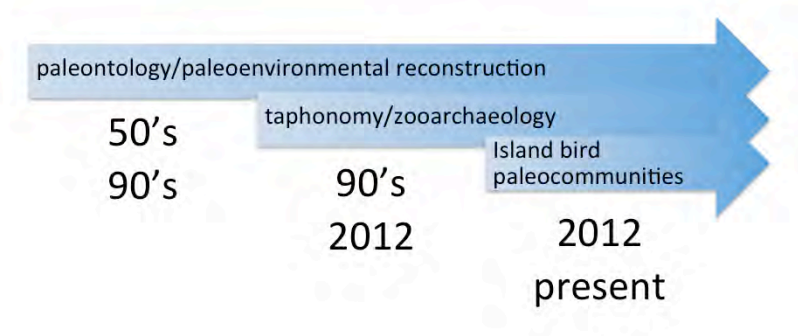 paleontology/paleoenvironmental reconstruction
50's
90's
taphonomy/zooarchaeology
90's
2012
Island bird
paleocommunities
2012
present